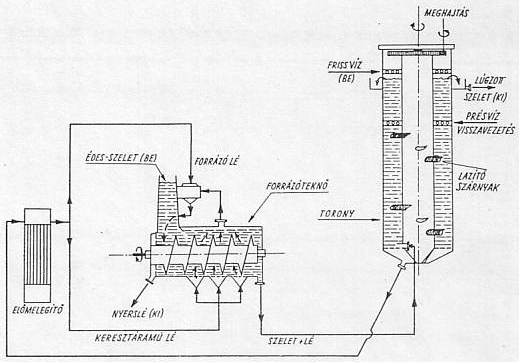 MEGHAJTÁS
FRISS VÍZ
(BE)
LÚGZOTT
SZELET (KI)
PRÉSVÍZ
VISSZAVEZETÉS
LAZÍTÓ
SZÁRNYAK
TORONY
ÉDES-SZELET (BE)
FORRÁZÓ LÉ
FORRÁZÓTEKNŐ
ELŐMELEGÍTŐ
NYERSLÉ (KI)
KERESZTÁRAMÚ LÉ
SZELET+LÉ